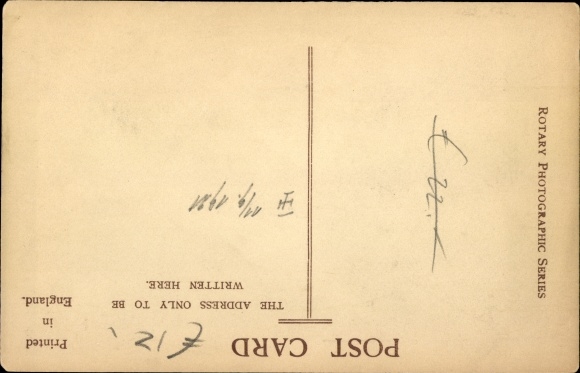 POST CARD
Printed
in
England.
THE ADDRESS ONLY TO BE
WRITTEN HERE.
ROTARY PHOTOGRAPHIC SERIES